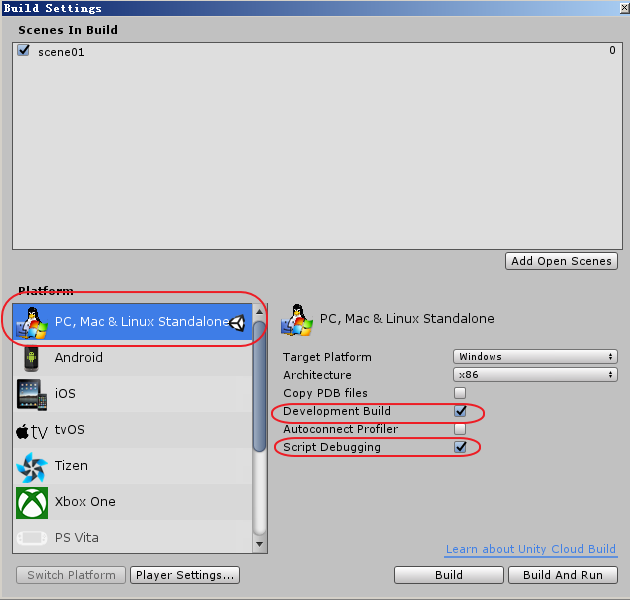 Build Settings
Scenes In Build
scene01 0
Add Open Scenes
Platform
PC, Mac & Linux Standalone
Android
iOS
tv tvOS
Tizen
Xbox One
PS Vita
PC, Mac & Linux Standalone
Target Platform Windows
Architecture x86
Copy PDB files
Development Build
Autoconnect Profiler
Script Debugging
Learn about Unity Cloud Build
Switch Platform Player Settings... Build Build And Run